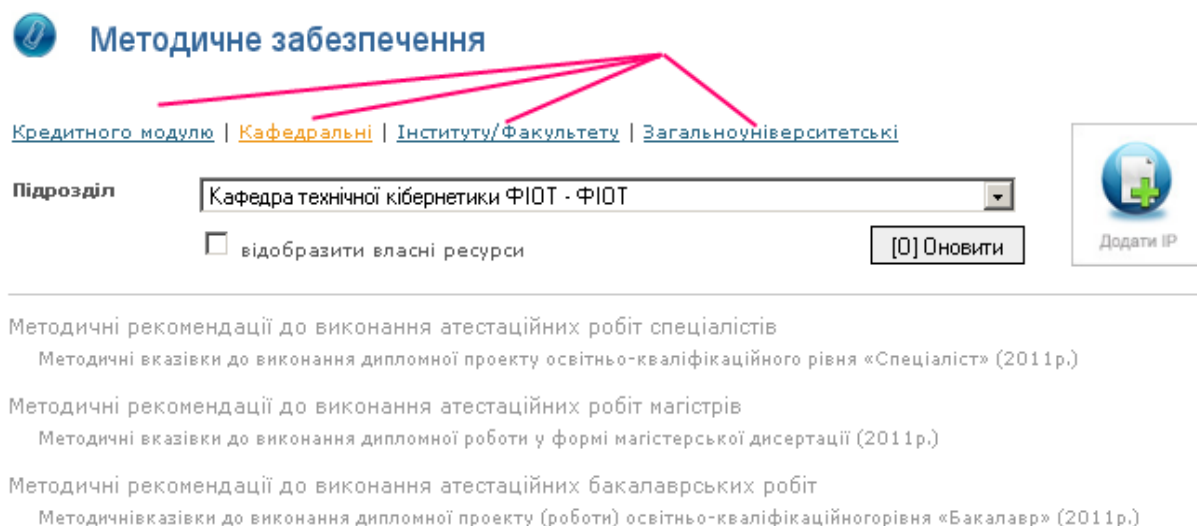 Методичне забезпечення
Кредитного модулю | Кафедральні | Інституту/Факультету | Загальноуніверситетські
Підрозділ
Кафедра технічної кібернетики ФІОТ - ФІОТ
відобразити власні ресурси
[О] Оновити
Додати ІР
Методичні рекомендації до виконання атестаційних робіт спеціалістів
Методичні вказівки до виконання дипломної проекту освітньо-кваліфікаційного рівня «Спеціаліст» (2011р.)
Методичні рекомендації до виконання атестаційних робіт магістрів
Методичні вказівки до виконання дипломної роботи у формі магістерської дисертації (2011р.)
Методичні рекомендації до виконання атестаційних бакалаврських робіт
Методичнівказівки до виконання дипломної проекту (роботи) освітньо-кваліфікаційногорівня «Бакалавр» (2011р.)